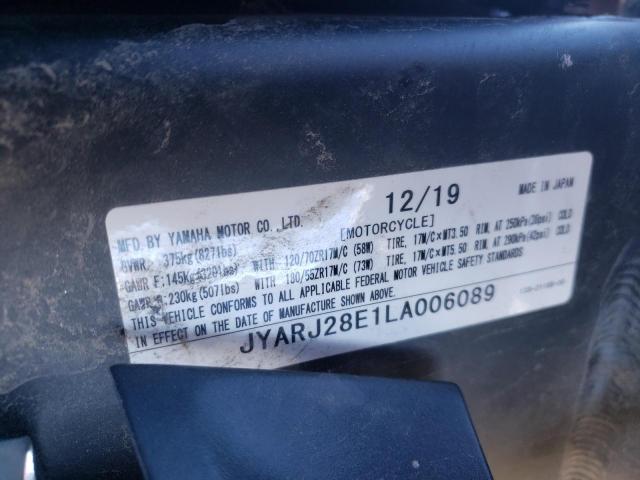 12/19 MADE IN JAPAN
MFD BY YAMAHA MOTOR CO.,LTD. [MOTORCYCLE]
GVWR 375kg(827lbs)
GAWR F:145kg(320lbs) WITH 120/70ZR17M/C (58W) TIRE, 17M/C×MT3.50 RIM, AT 250kPa(36psi) COLD
GAWR R:230kg(507lbs) WITH 180/55ZR17M/C (73W) TIRE, 17M/C×MT5.50 RIM, AT 290kPa(42psi) COLD
THIS VEHICLE CONFORMS TO ALL APPLICABLE FEDERAL MOTOR VEHICLE SAFETY STANDARDS
IN EFFECT ON THE DATE OF MANUFACTURE SHOWN ABOVE.
JYARJ28E1LA006089